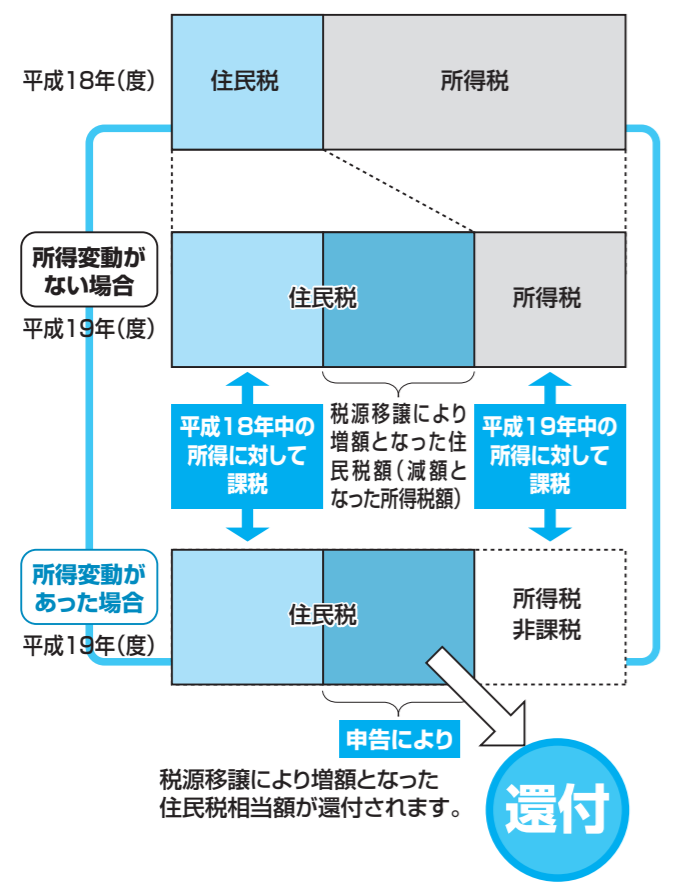 平成18年(度)
住民税
所得税
所得変動が
ない場合
平成19年(度)
住民税
所得税
平成18年中の
所得に対して
課税
税源移譲により
増額となった住
民税額(減額と
なった所得税額)
平成19年中の
所得に対して
課税
所得変動が
あった場合
平成19年(度)
住民税
所得税
非課税
申告により
税源移譲により増額となった
住民税相当額が還付されます。
還付